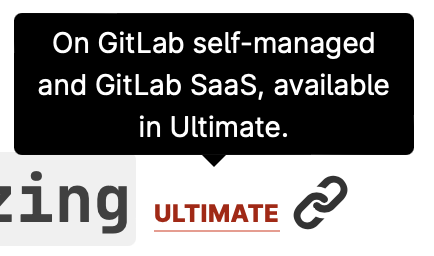 On GitLab self-managed
and GitLab SaaS, available
in Ultimate.
zing ULTIMATE